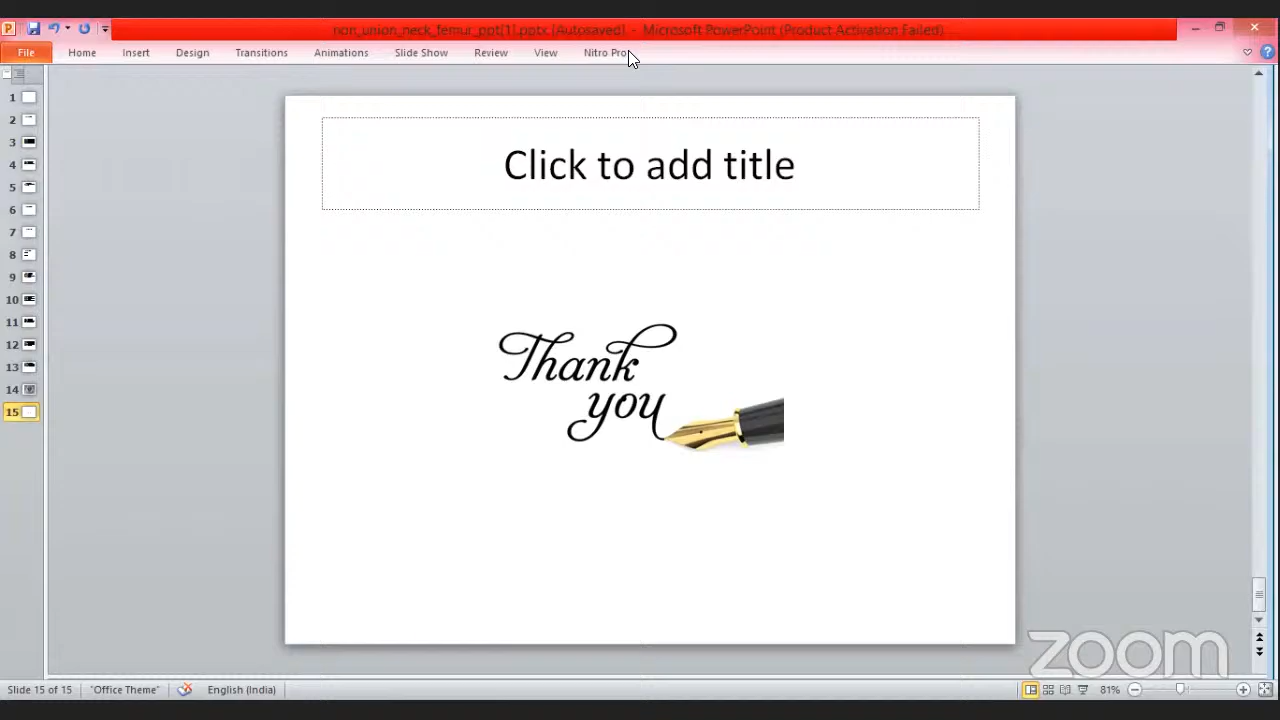 non_union_neck_femur_ppt[1].pptx [Autosaved] - Microsoft PowerPoint (Product Activation Failed)
File Home Insert Design Transitions Animations Slide Show Review View Nitro Pro
1
2
3
4
5
6
7
8
9
10
11
12
13
14
15
Click to add title
Thank
you
zoom
Slide 15 of 15 "Office Theme" English (India) 81%